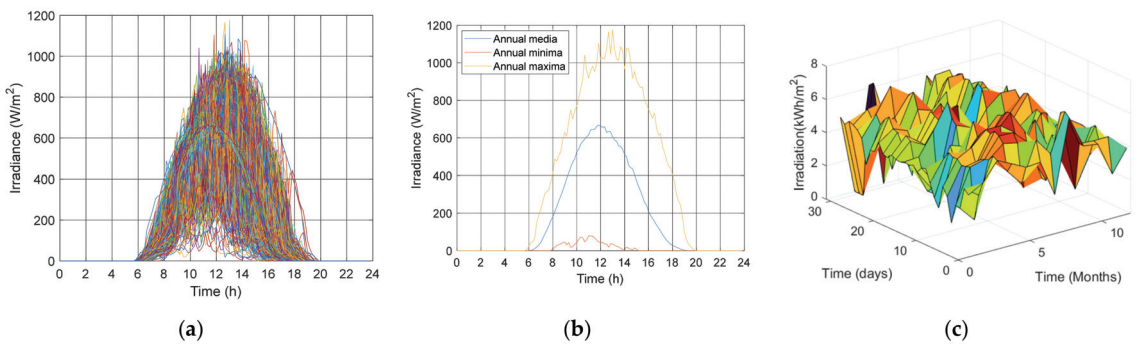 1200
1000
800
600
400
200
0
0 2 4 6 8 10 12 14 16 18 20 22 24
Irradiance (W/m²)
Time (h)
(a)
1200
1000
800
600
400
200
0
0 2 4 6 8 10 12 14 16 18 20 22 24
Irradiance (W/m²)
Time (h)
Annual media
Annual minima
Annual maxima
(b)
8
6
4
2
0
Irradiation(kWh/m²)
30
20
10
0
Time (days)
0
5
10
Time (Months)
(c)